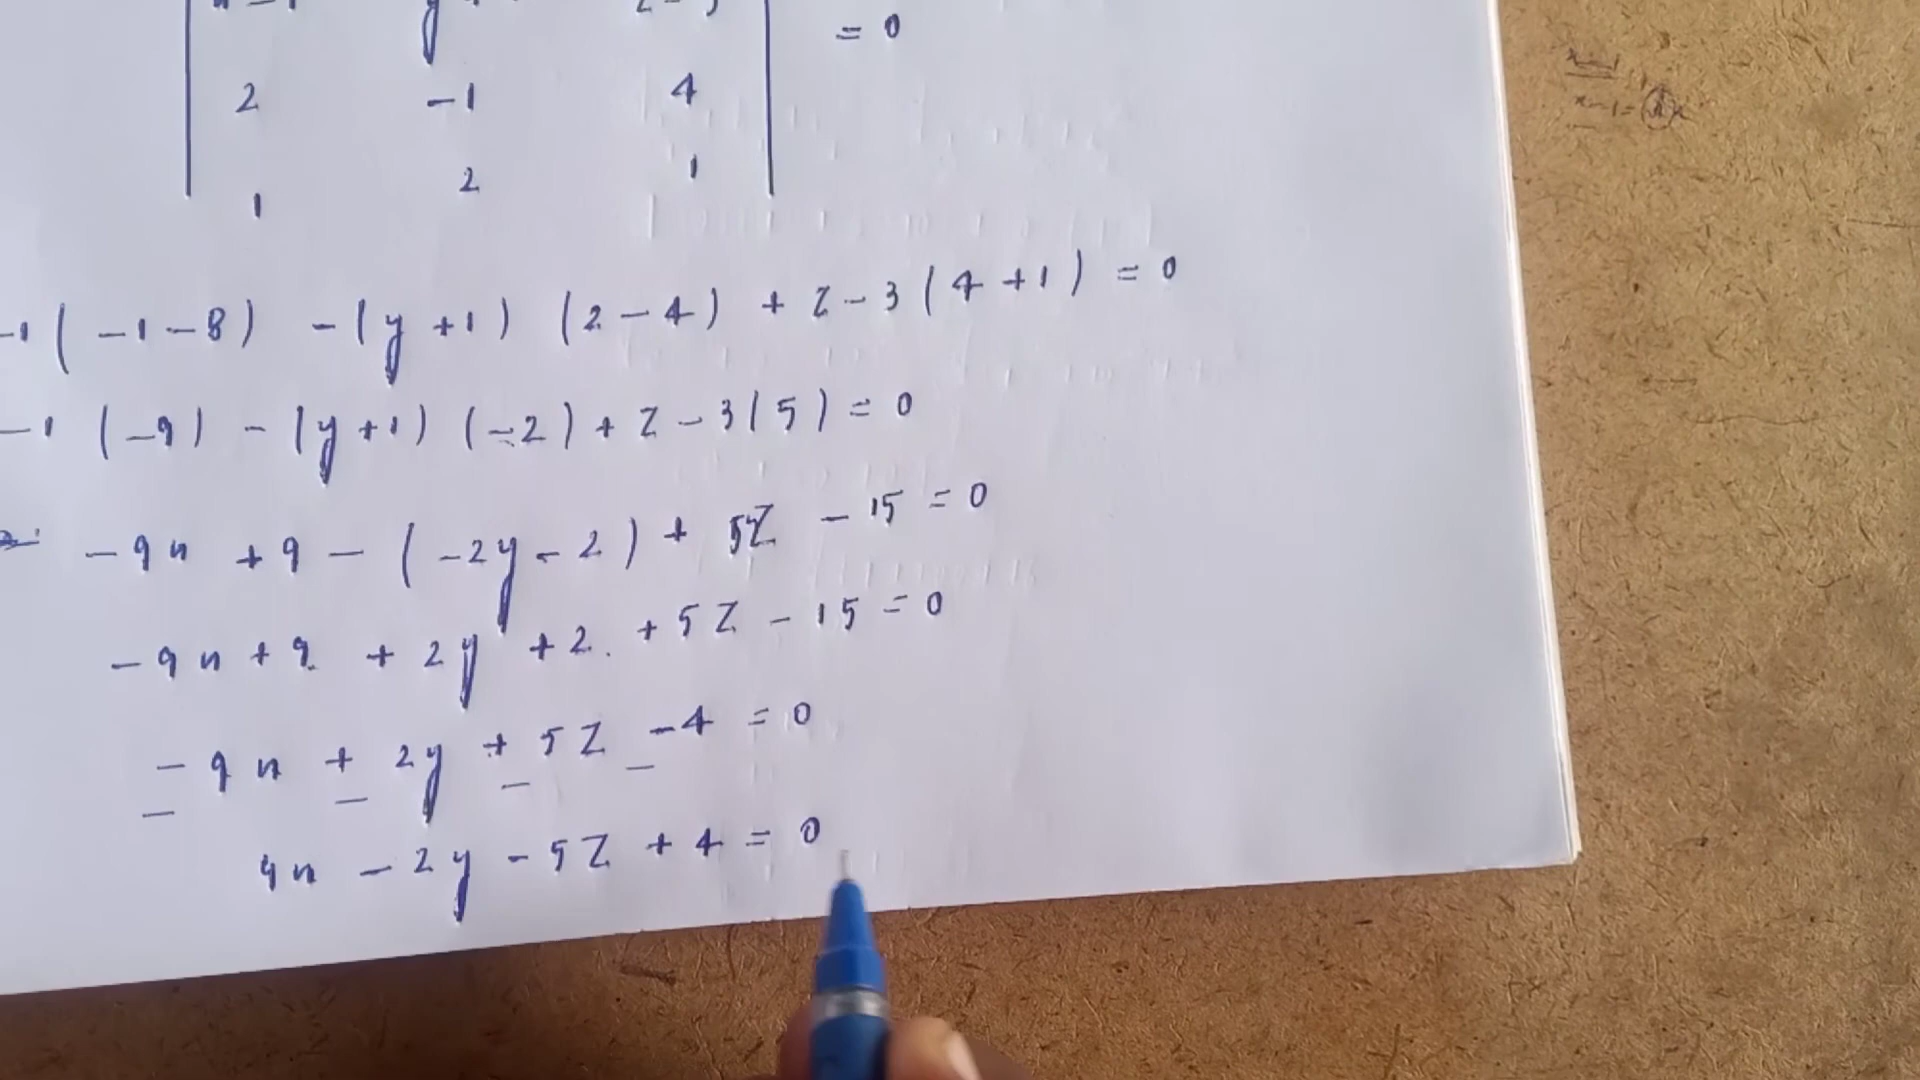 = 0
2 -1 4
1 2 1
-1 ( -1 - 8 ) - ( y + 1 ) ( 2 - 4 ) + z - 3 ( 4 + 1 ) = 0
-1 ( -9 ) - ( y + 1 ) ( -2 ) + z - 3 ( 5 ) = 0
-9x + 9 - ( -2y - 2 ) + 5z - 15 = 0
-9x + 9 + 2y + 2 + 5z - 15 = 0
-9x + 2y + 5z - 4 = 0
9x - 2y - 5z + 4 = 0